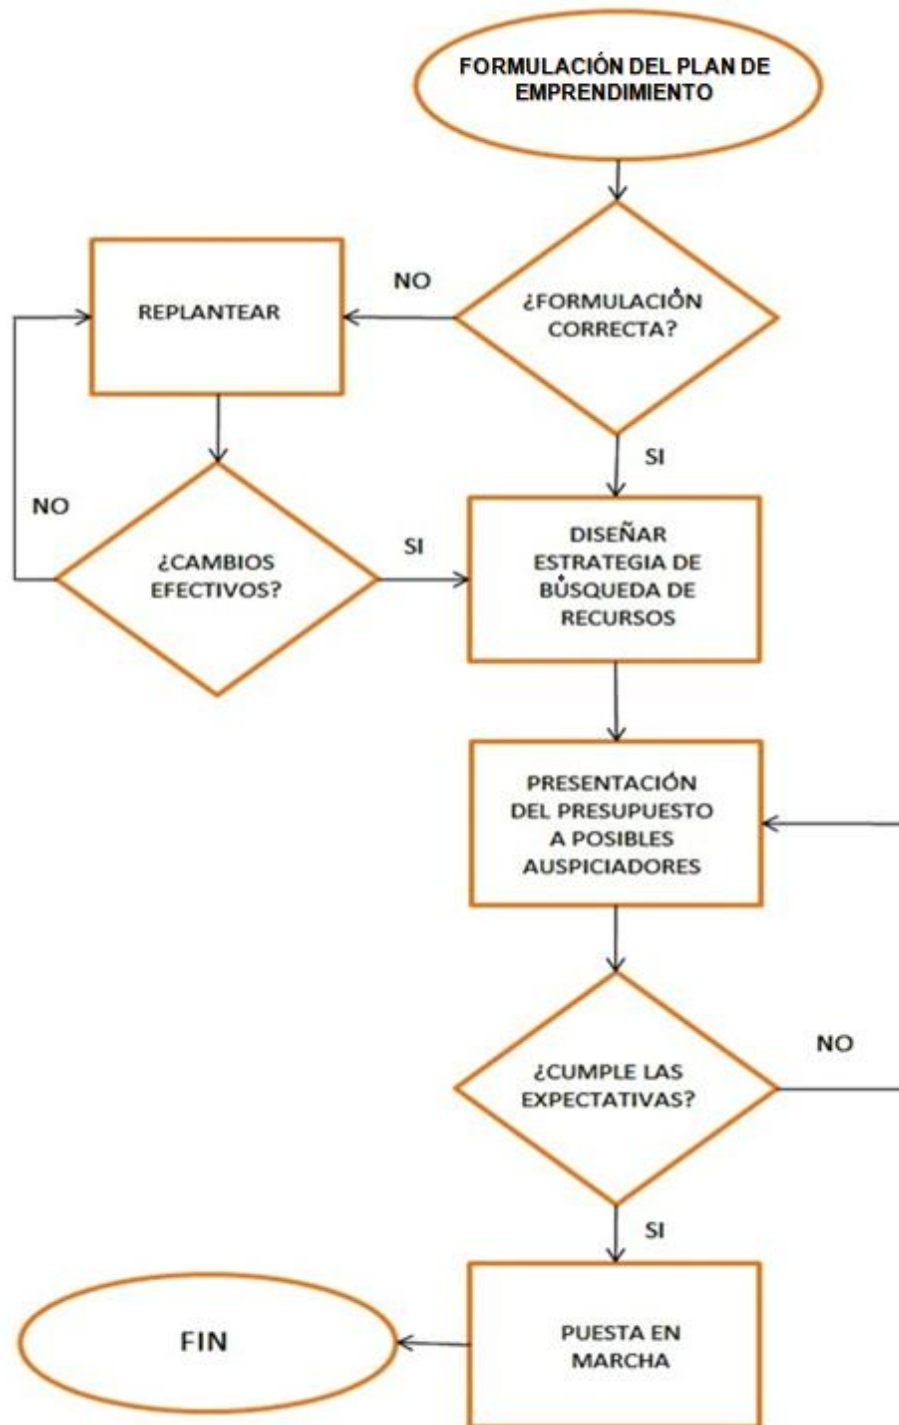 FORMULACIÓN DEL PLAN DE
EMPRENDIMIENTO
¿FORMULACIÓN
CORRECTA?
NO
REPLANTEAR
SI
NO
¿CAMBIOS
EFECTIVOS?
SI
DISEÑAR
ESTRATEGIA DE
BÚSQUEDA DE
RECURSOS
PRESENTACIÓN
DEL PRESUPUESTO
A POSIBLES
AUSPICIADORES
¿CUMPLE LAS
EXPECTATIVAS?
NO
SI
PUESTA EN
MARCHA
FIN